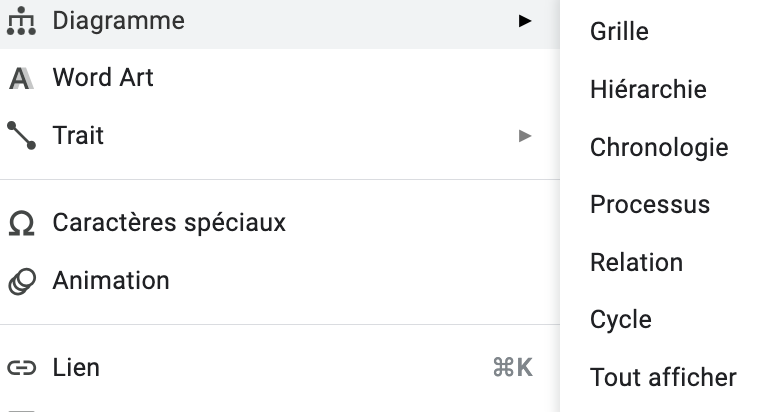 Diagramme
Word Art
Trait
Caractères spéciaux
Animation
Lien ⌘K
Grille
Hiérarchie
Chronologie
Processus
Relation
Cycle
Tout afficher